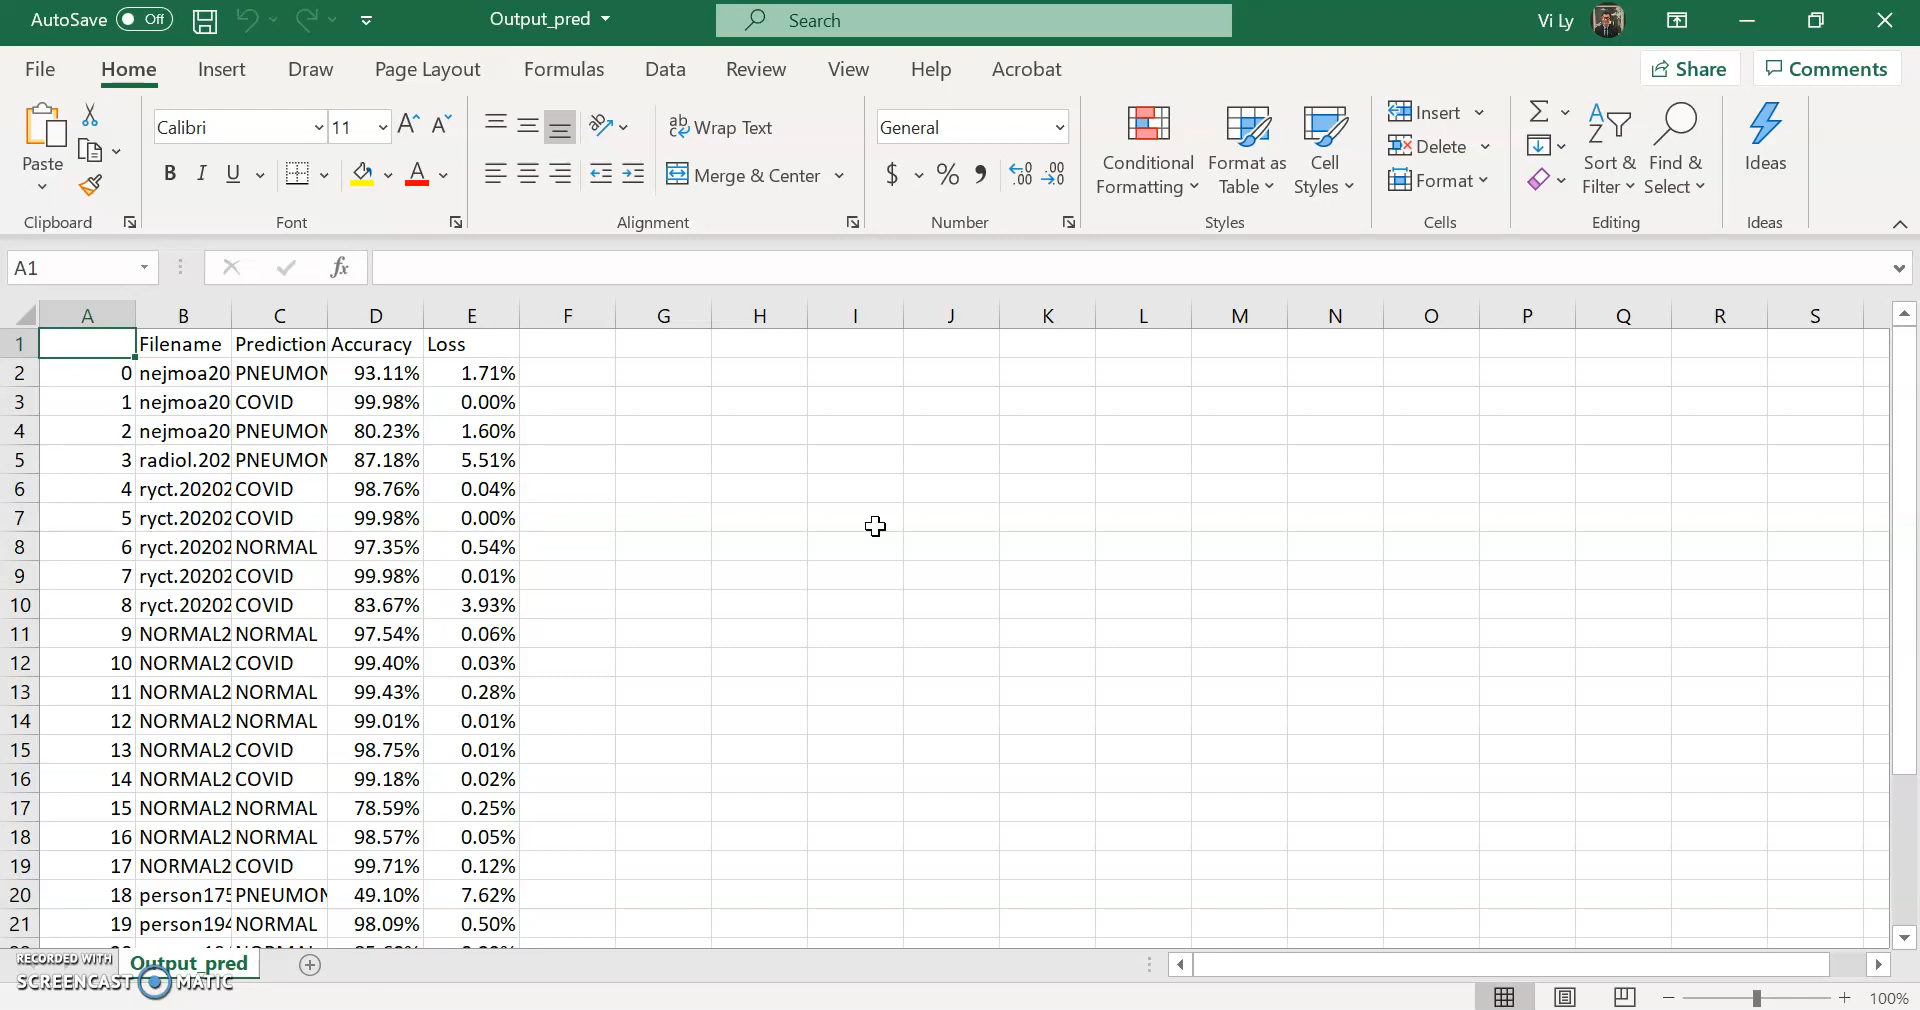 AutoSave Off Output_pred Search Vi Ly
File Home Insert Draw Page Layout Formulas Data Review View Help Acrobat Share Comments
Paste Calibri 11 Wrap Text General Conditional Formatting Format as Table Cell Styles Insert Sort & Filter Find & Select Ideas
B I U Merge & Center $ % Delete
Format
Clipboard Font Alignment Number Styles Cells Editing Ideas
A1 fx
A B C D E F G H I J K L M N O P Q R S
1 Filename Prediction Accuracy Loss
2 0 nejmoa20 PNEUMON 93.11% 1.71%
3 1 nejmoa20 COVID 99.98% 0.00%
4 2 nejmoa20 PNEUMON 80.23% 1.60%
5 3 radiol.202 PNEUMON 87.18% 5.51%
6 4 ryct.20202 COVID 98.76% 0.04%
7 5 ryct.20202 COVID 99.98% 0.00%
8 6 ryct.20202 NORMAL 97.35% 0.54%
9 7 ryct.20202 COVID 99.98% 0.01%
10 8 ryct.20202 COVID 83.67% 3.93%
11 9 NORMAL2 NORMAL 97.54% 0.06%
12 10 NORMAL2 COVID 99.40% 0.03%
13 11 NORMAL2 NORMAL 99.43% 0.28%
14 12 NORMAL2 NORMAL 99.01% 0.01%
15 13 NORMAL2 COVID 98.75% 0.01%
16 14 NORMAL2 COVID 99.18% 0.02%
17 15 NORMAL2 NORMAL 78.59% 0.25%
18 16 NORMAL2 NORMAL 98.57% 0.05%
19 17 NORMAL2 COVID 99.71% 0.12%
20 18 person175 PNEUMON 49.10% 7.62%
21 19 person194 NORMAL 98.09% 0.50%
RECORDED WITH
SCREENCAST MATIC
Output_pred
100%